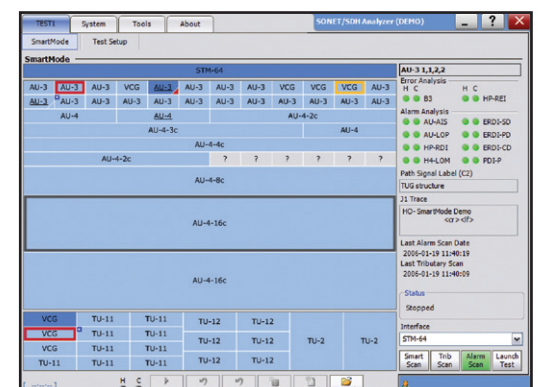 TEST1 System Tools About SONET/SDH Analyzer (DEMO) ?
SmartMode Test Setup
SmartMode
STM-64
AU-3 AU-3 AU-3 VCG AU-3 AU-3 AU-3 AU-3 VCG VCG VCG AU-3
AU-3 AU-3 AU-3 AU-3 AU-3 AU-3 AU-3 AU-3 AU-3 AU-3 AU-3 AU-3
AU-4 AU-4 AU-4-2c
AU-4-3c AU-4
AU-4-4c
AU-4-2c ? ? ? ? ?
AU-4-8c
AU-4-16c
AU-4-16c
VCG TU-11 TU-11 TU-12 TU-12 TU-2 TU-2
VCG TU-11 TU-11
TU-12 TU-12
VCG TU-11 TU-11
TU-11 TU-11 TU-11 TU-12 TU-12
H C
AU-3 1,1,2,2
Error Analysis
H C H C
B3 HP-REI
Alarm Analysis
AU-AIS ERDI-SD
AU-LOP ERDI-PD
HP-RDI ERDI-CD
H4-LOM PDI-P
Path Signal Label (C2)
TUG structure
J1 Trace
HO- SmartMode Demo
<cr><lf>
Last Alarm Scan Date
2006-01-19 11:40:19
Last Tributary Scan
2006-01-19 11:40:09
Status
Stopped
Interface
STM-64
Smart Scan Trib Scan Alarm Scan Launch Test